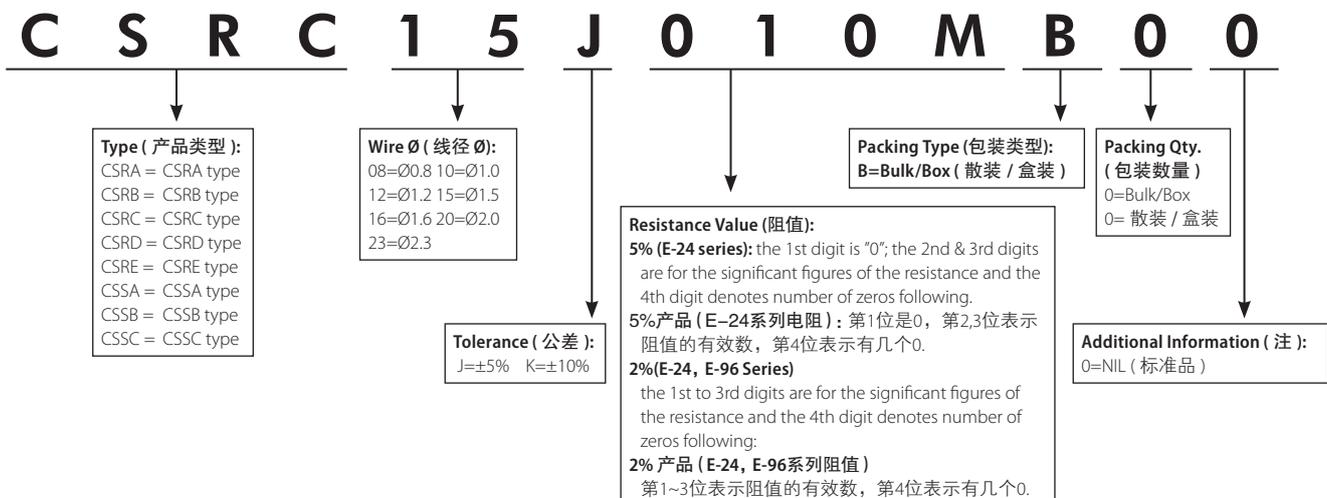 C S R C 1 5 J 0 1 0 M B 0 0
Type ( 产品类型 ):
CSRA = CSRA type
CSRB = CSRB type
CSRC = CSRC type
CSRD = CSRD type
CSRE = CSRE type
CSSA = CSSA type
CSSB = CSSB type
CSSC = CSSC type
Wire Ø ( 线径 Ø):
08=Ø0.8 10=Ø1.0
12=Ø1.2 15=Ø1.5
16=Ø1.6 20=Ø2.0
23=Ø2.3
Tolerance ( 公差 ):
J=±5% K=±10%
Resistance Value (阻值):
5% (E-24 series): the 1st digit is "0"; the 2nd & 3rd digits
are for the significant figures of the resistance and the
4th digit denotes number of zeros following.
5%产品 ( E-24系列电阻 ) : 第1位是0，第2,3位表示
阻值的有效数，第4位表示有几个0.
2%(E-24, E-96 Series)
the 1st to 3rd digits are for the significant figures of
the resistance and the 4th digit denotes number of
zeros following:
2% 产品 ( E-24, E-96系列阻值 )
第1~3位表示阻值的有效数，第4位表示有几个0.
Packing Type (包装类型):
B=Bulk/Box ( 散装 / 盒装 )
Packing Qty.
( 包装数量 )
0=Bulk/Box
0= 散装 / 盒装
Additional Information ( 注 ):
0=NIL ( 标准品 )